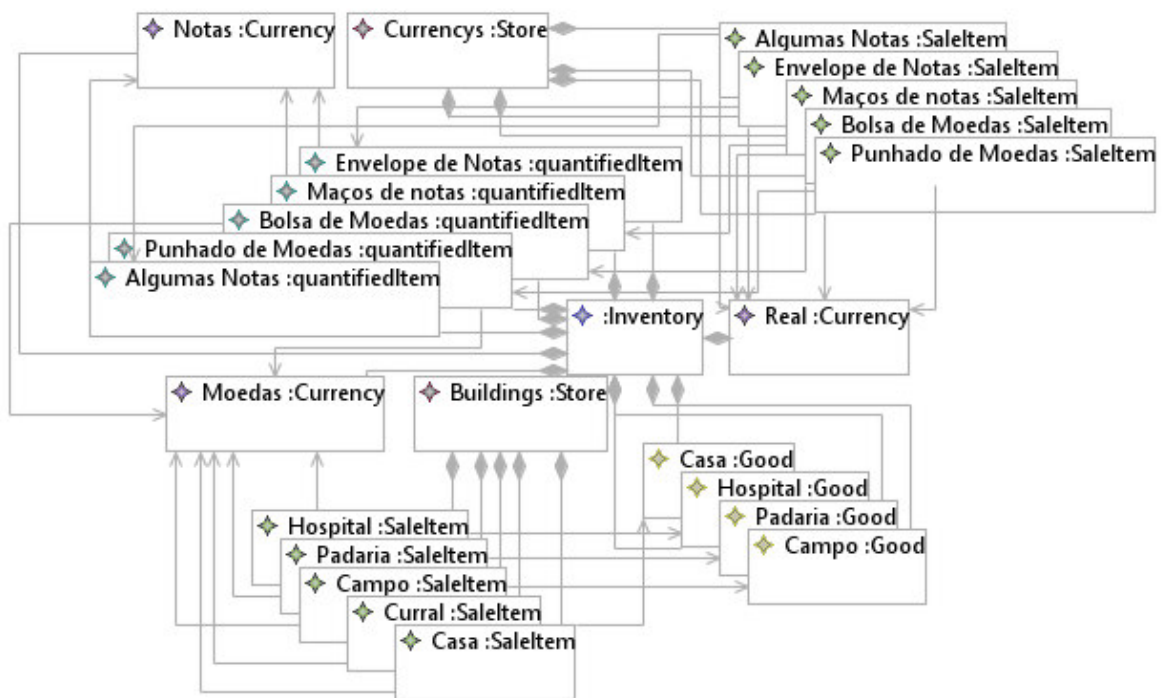 Notas :Currency
Currencys :Store
Algumas Notas :SaleItem
Envelope de Notas :SaleItem
Maços de notas :SaleItem
Bolsa de Moedas :SaleItem
Punhado de Moedas :SaleItem
Envelope de Notas :quantifiedItem
Maços de notas :quantifiedItem
Bolsa de Moedas :quantifiedItem
Punhado de Moedas :quantifiedItem
Algumas Notas :quantifiedItem
:Inventory
Real :Currency
Moedas :Currency
Buildings :Store
Casa :Good
Hospital :Good
Padaria :Good
Campo :Good
Hospital :SaleItem
Padaria :SaleItem
Campo :SaleItem
Curral :SaleItem
Casa :SaleItem